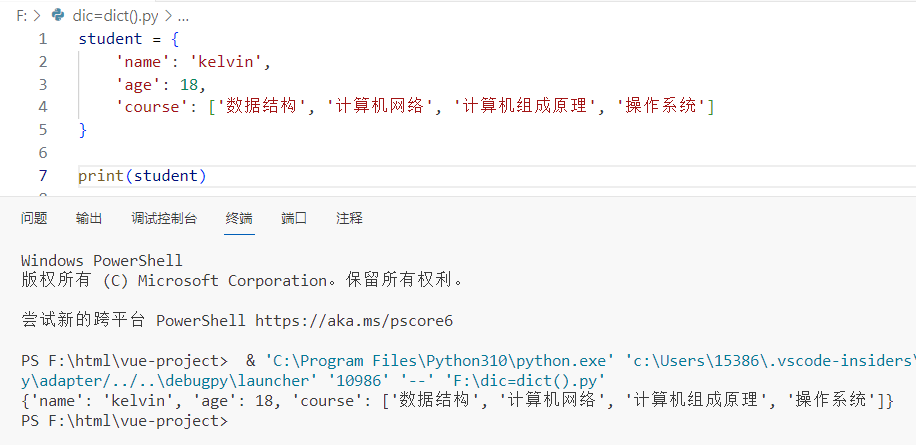 F: > dic=dict().py > ...
1 student = {
2     'name': 'kelvin',
3     'age': 18,
4     'course': ['数据结构', '计算机网络', '计算机组成原理', '操作系统']
5 }
6
7 print(student)
问题 输出 调试控制台 终端 端口 注释
Windows PowerShell
版权所有 (C) Microsoft Corporation。保留所有权利。
尝试新的跨平台 PowerShell https://aka.ms/pscore6
PS F:\html\vue-project>  & 'C:\Program Files\Python310\python.exe' 'c:\Users\15386\.vscode-insiders\
y\adapter/../..\debugpy\launcher' '10986' '--' 'F:\dic=dict().py'
{'name': 'kelvin', 'age': 18, 'course': ['数据结构', '计算机网络', '计算机组成原理', '操作系统']}
PS F:\html\vue-project>